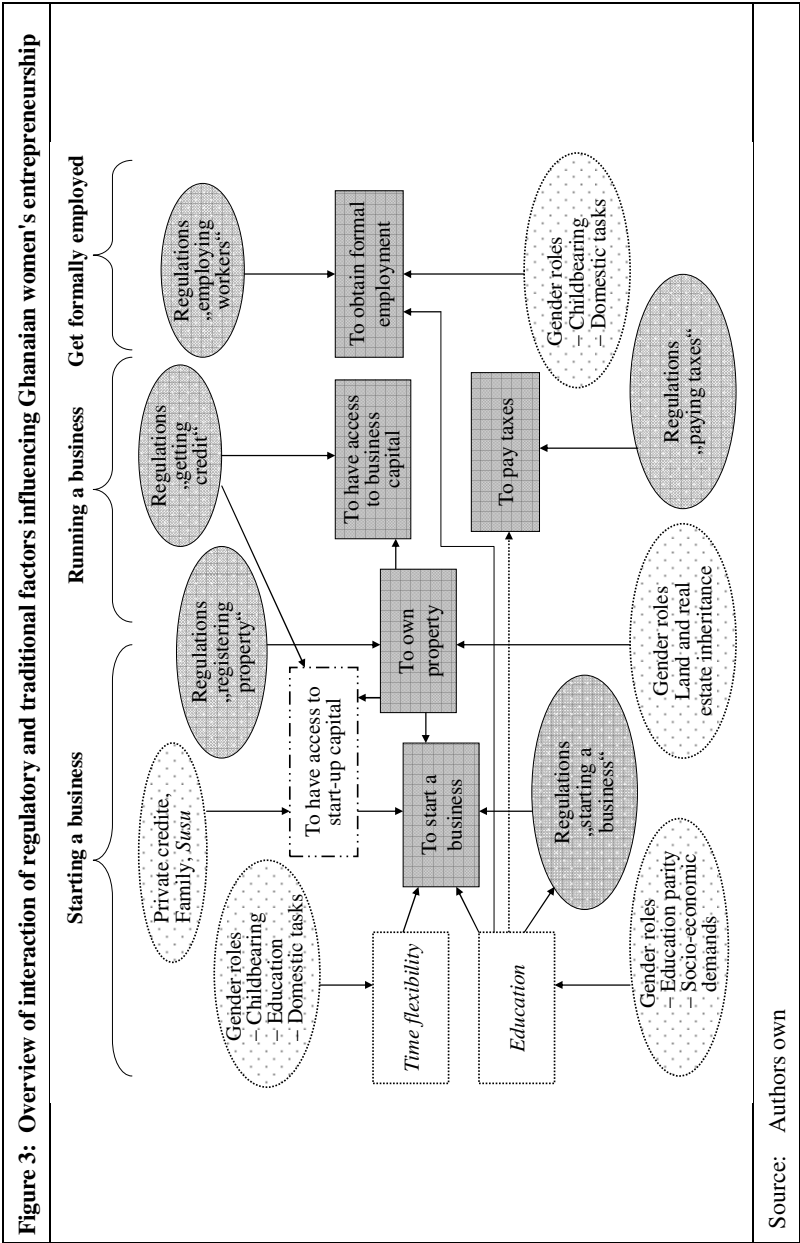 Figure 3: Overview of interaction of regulatory and traditional factors influencing Ghanaian women's entrepreneurship
Starting a business
Running a business
Get formally employed
Private credite,
Family, Susu
Regulations
„registering
property“
Regulations
„getting
credit“
Regulations
„employing
workers“
Gender roles
– Childbearing
– Education
– Domestic tasks
To have access to
start-up capital
Time flexibility
To start a
business
To own
property
To have access
to business
capital
To obtain formal
employment
Education
To pay taxes
Regulations
„starting a
business“
Gender roles
– Childbearing
– Domestic tasks
Gender roles
– Education parity
– Socio-economic
demands
Gender roles
Land and real
estate inheritance
Regulations
„paying taxes“
Source: Authors own